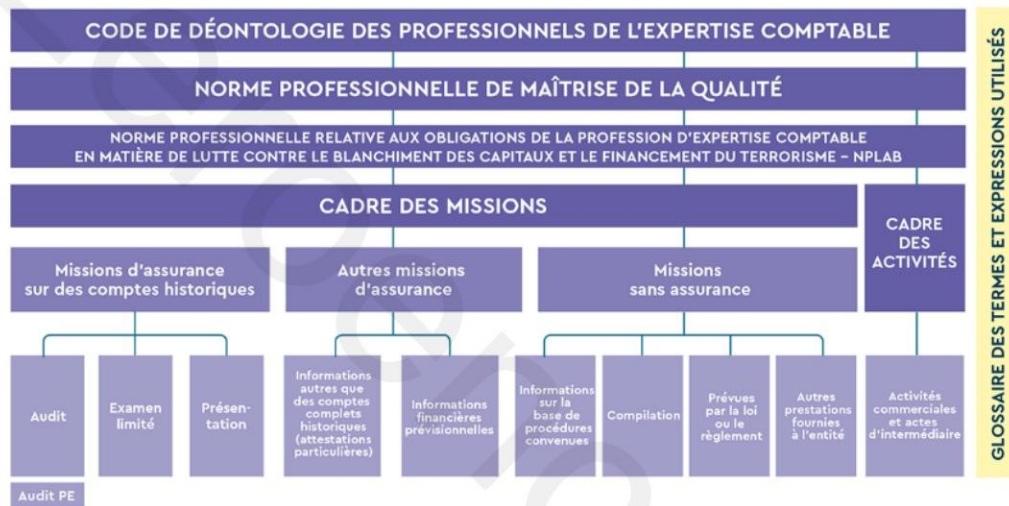 CODE DE DÉONTOLOGIE DES PROFESSIONNELS DE L'EXPERTISE COMPTABLE
NORME PROFESSIONNELLE DE MAÎTRISE DE LA QUALITÉ
NORME PROFESSIONNELLE RELATIVE AUX OBLIGATIONS DE LA PROFESSION D'EXPERTISE COMPTABLE
EN MATIÈRE DE LUTTE CONTRE LE BLANCHIMENT DES CAPITAUX ET LE FINANCEMENT DU TERRORISME – NPLAB
CADRE DES MISSIONS
CADRE
DES
ACTIVITÉS
Missions d'assurance
sur des comptes historiques
Autres missions
d'assurance
Missions
sans assurance
Audit
Examen
limité
Présen-
tation
Informations
autres que
des comptes
complets
historiques
(attestations
particulières)
Informations
financières
prévisionnelles
Informations
sur la
base de
procédures
convenues
Compilation
Prévues
par la loi
ou le
règlement
Autres
prestations
fournies
à l'entité
Activités
commerciales
et actes
d'intermédiaire
Audit PE
GLOSSAIRE DES TERMES ET EXPRESSIONS UTILISÉS